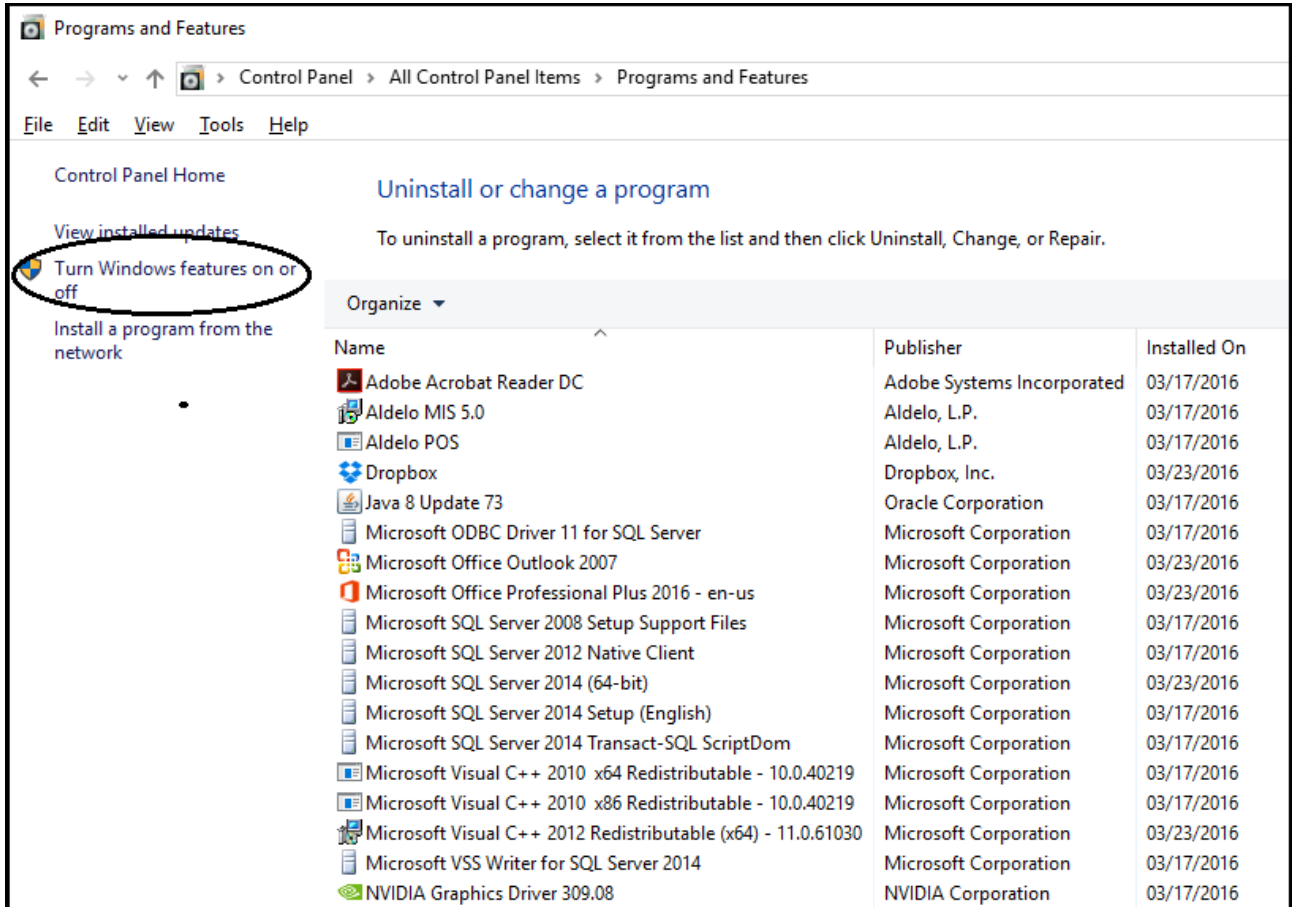 Programs and Features
Control Panel > All Control Panel Items > Programs and Features
File Edit View Tools Help
Control Panel Home
View installed updates
Turn Windows features on or
off
Install a program from the
network
Uninstall or change a program
To uninstall a program, select it from the list and then click Uninstall, Change, or Repair.
Organize
Name Publisher Installed On
Adobe Acrobat Reader DC Adobe Systems Incorporated 03/17/2016
Aldelo MIS 5.0 Aldelo, L.P. 03/17/2016
Aldelo POS Aldelo, L.P. 03/17/2016
Dropbox Dropbox, Inc. 03/23/2016
Java 8 Update 73 Oracle Corporation 03/17/2016
Microsoft ODBC Driver 11 for SQL Server Microsoft Corporation 03/17/2016
Microsoft Office Outlook 2007 Microsoft Corporation 03/23/2016
Microsoft Office Professional Plus 2016 - en-us Microsoft Corporation 03/23/2016
Microsoft SQL Server 2008 Setup Support Files Microsoft Corporation 03/17/2016
Microsoft SQL Server 2012 Native Client Microsoft Corporation 03/17/2016
Microsoft SQL Server 2014 (64-bit) Microsoft Corporation 03/23/2016
Microsoft SQL Server 2014 Setup (English) Microsoft Corporation 03/17/2016
Microsoft SQL Server 2014 Transact-SQL ScriptDom Microsoft Corporation 03/17/2016
Microsoft Visual C++ 2010 x64 Redistributable - 10.0.40219 Microsoft Corporation 03/17/2016
Microsoft Visual C++ 2010 x86 Redistributable - 10.0.40219 Microsoft Corporation 03/17/2016
Microsoft Visual C++ 2012 Redistributable (x64) - 11.0.61030 Microsoft Corporation 03/23/2016
Microsoft VSS Writer for SQL Server 2014 Microsoft Corporation 03/17/2016
NVIDIA Graphics Driver 309.08 NVIDIA Corporation 03/17/2016